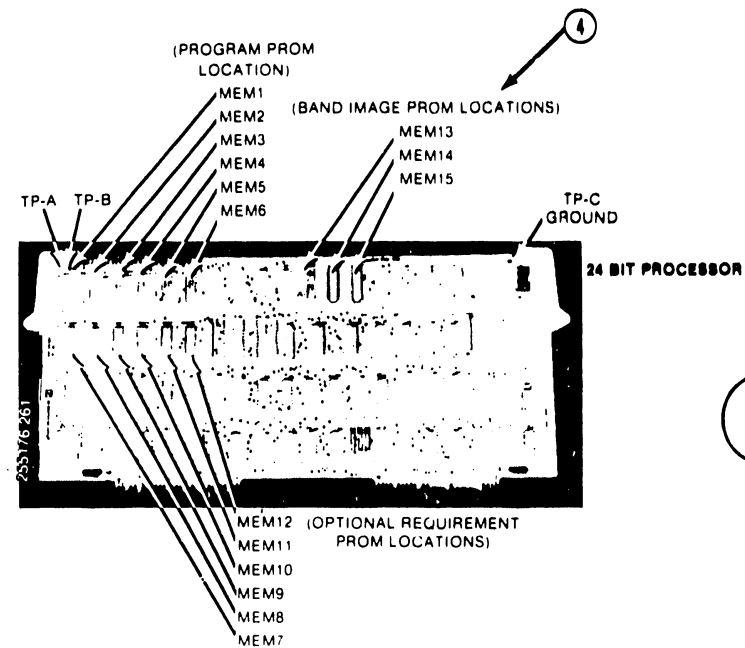 4
(PROGRAM PROM
LOCATION)
MEM1
MEM2
MEM3
MEM4
MEM5
MEM6
(BAND IMAGE PROM LOCATIONS)
MEM13
MEM14
MEM15
TP-A TP-B
TP-C
GROUND
24 BIT PROCESSOR
255176 261
MEM12 (OPTIONAL REQUIREMENT
PROM LOCATIONS)
MEM11
MEM10
MEM9
MEM8
MEM7